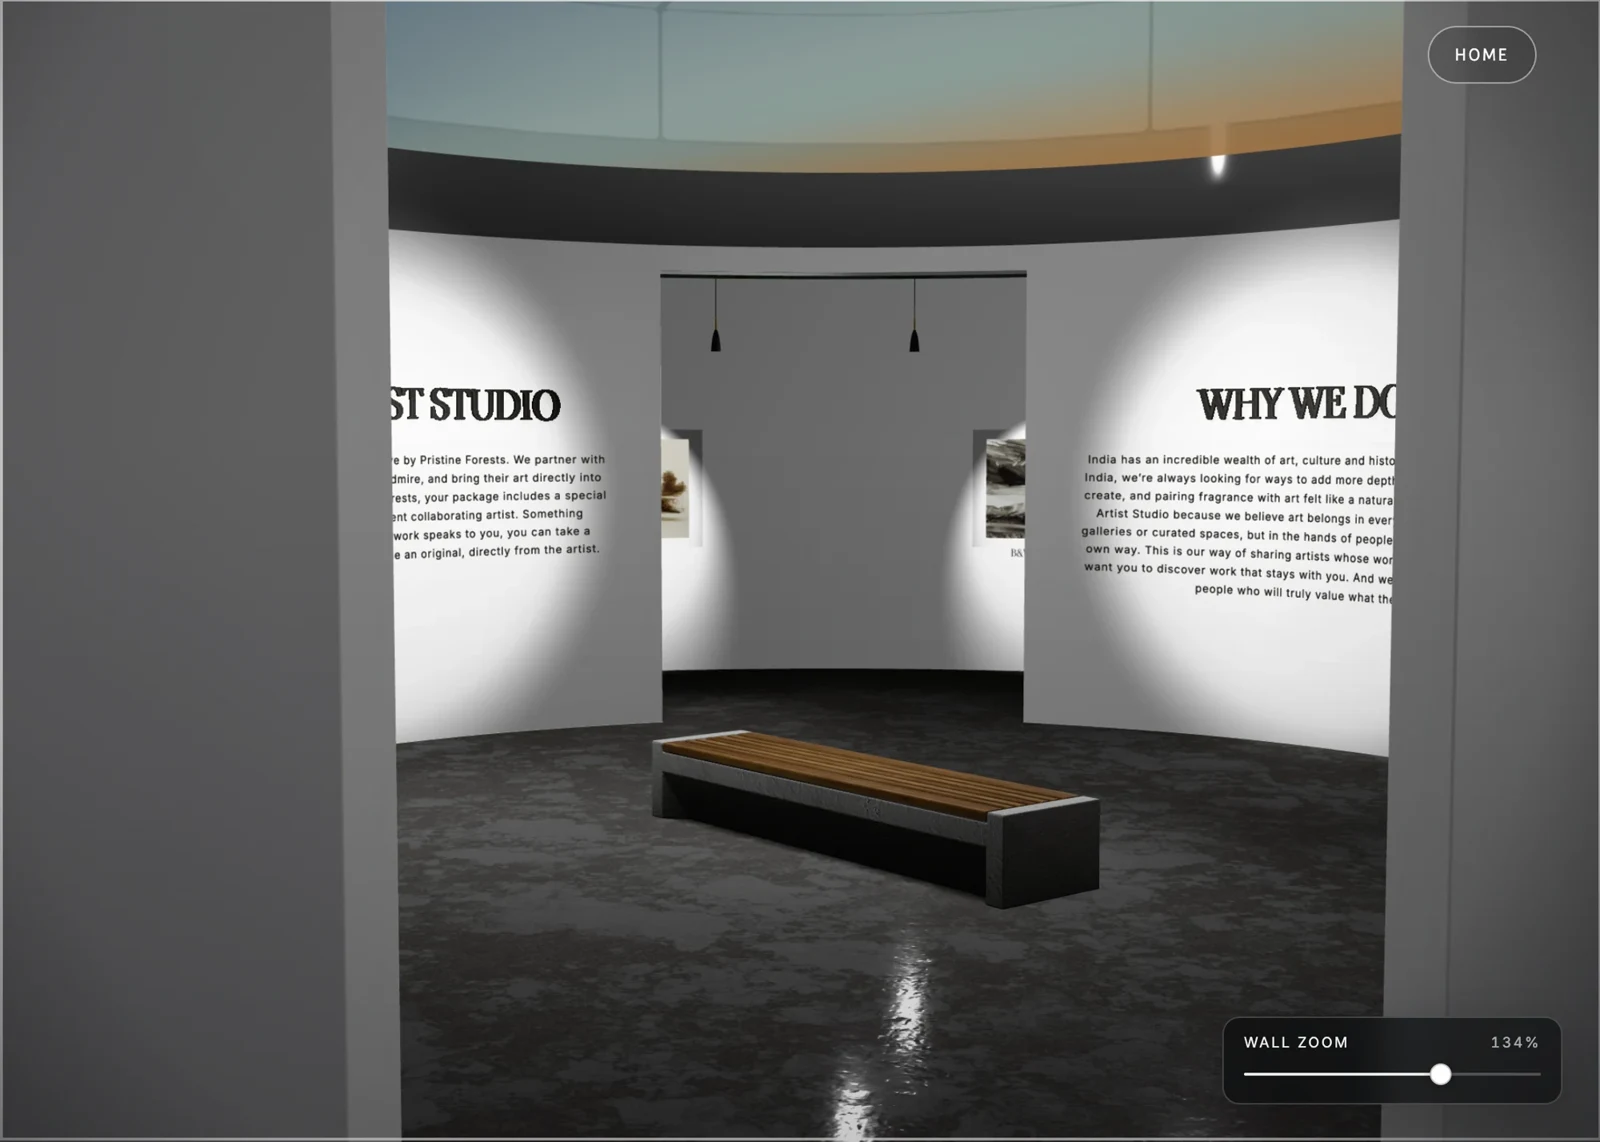 HOME
ST STUDIO
e by Pristine Forests. We partner with
dmire, and bring their art directly into
rests, your package includes a special
ent collaborating artist. Something
work speaks to you, you can take a
e an original, directly from the artist.
B&W
WHY WE DO
India has an incredible wealth of art, culture and histo
India, we're always looking for ways to add more depth
create, and pairing fragrance with art felt like a natura
Artist Studio because we believe art belongs in ever
galleries or curated spaces, but in the hands of people
own way. This is our way of sharing artists whose wor
want you to discover work that stays with you. And we
people who will truly value what the
WALL ZOOM 134%